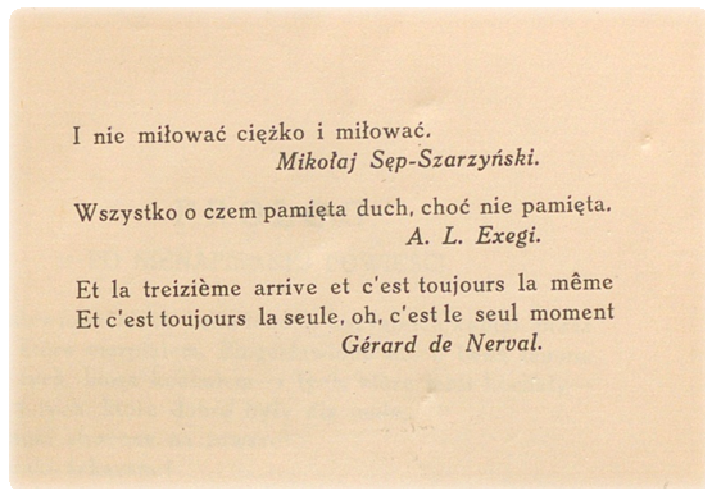 I nie miłować ciężko i miłować.
Mikołaj Sęp-Szarzyński.
Wszystko o czem pamięta duch, choć nie pamięta.
A. L. Exegi.
Et la treizième arrive et c'est toujours la même
Et c'est toujours la seule, oh, c'est le seul moment
Gérard de Nerval.